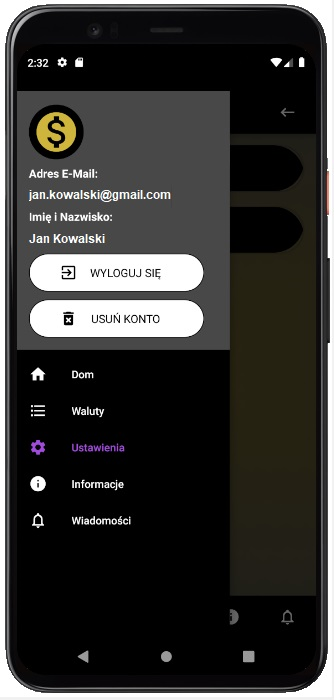 2:32
$
Adres E-Mail:
jan.kowalski@gmail.com
Imię i Nazwisko:
Jan Kowalski
WYLOGUJ SIĘ
USUŃ KONTO
Dom
Waluty
Ustawienia
Informacje
Wiadomości